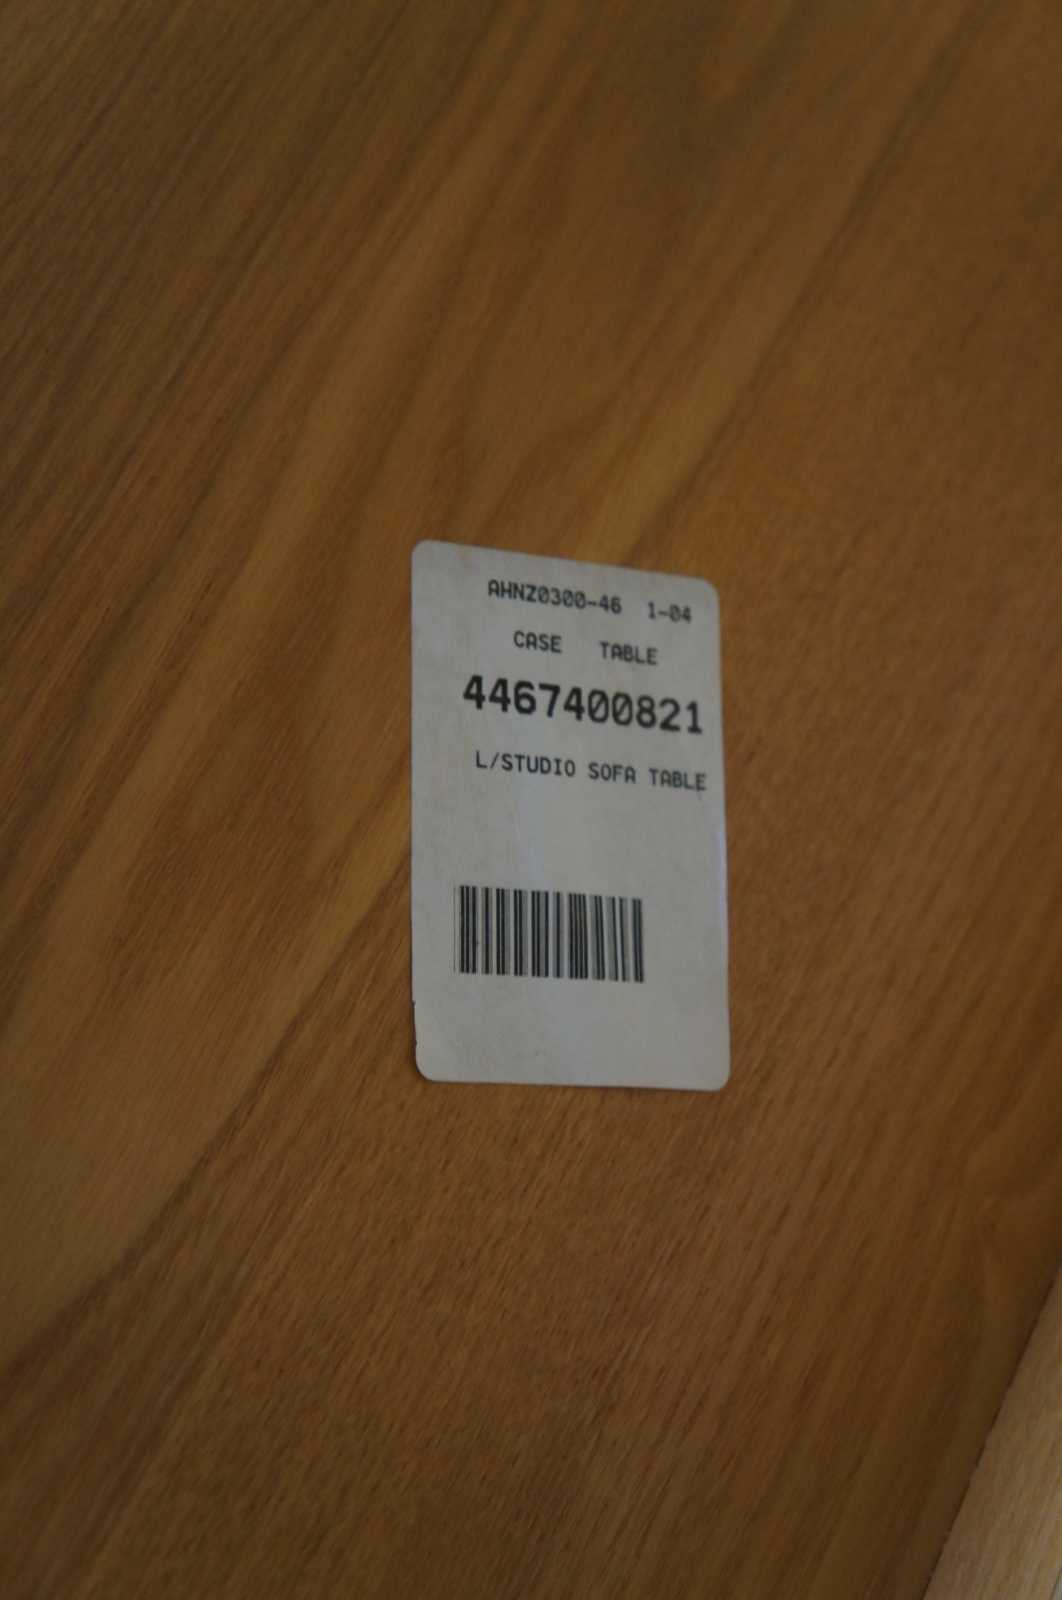 AHNZ0300-46 1-04
CASE TABLE
4467400821
L/STUDIO SOFA TABLE